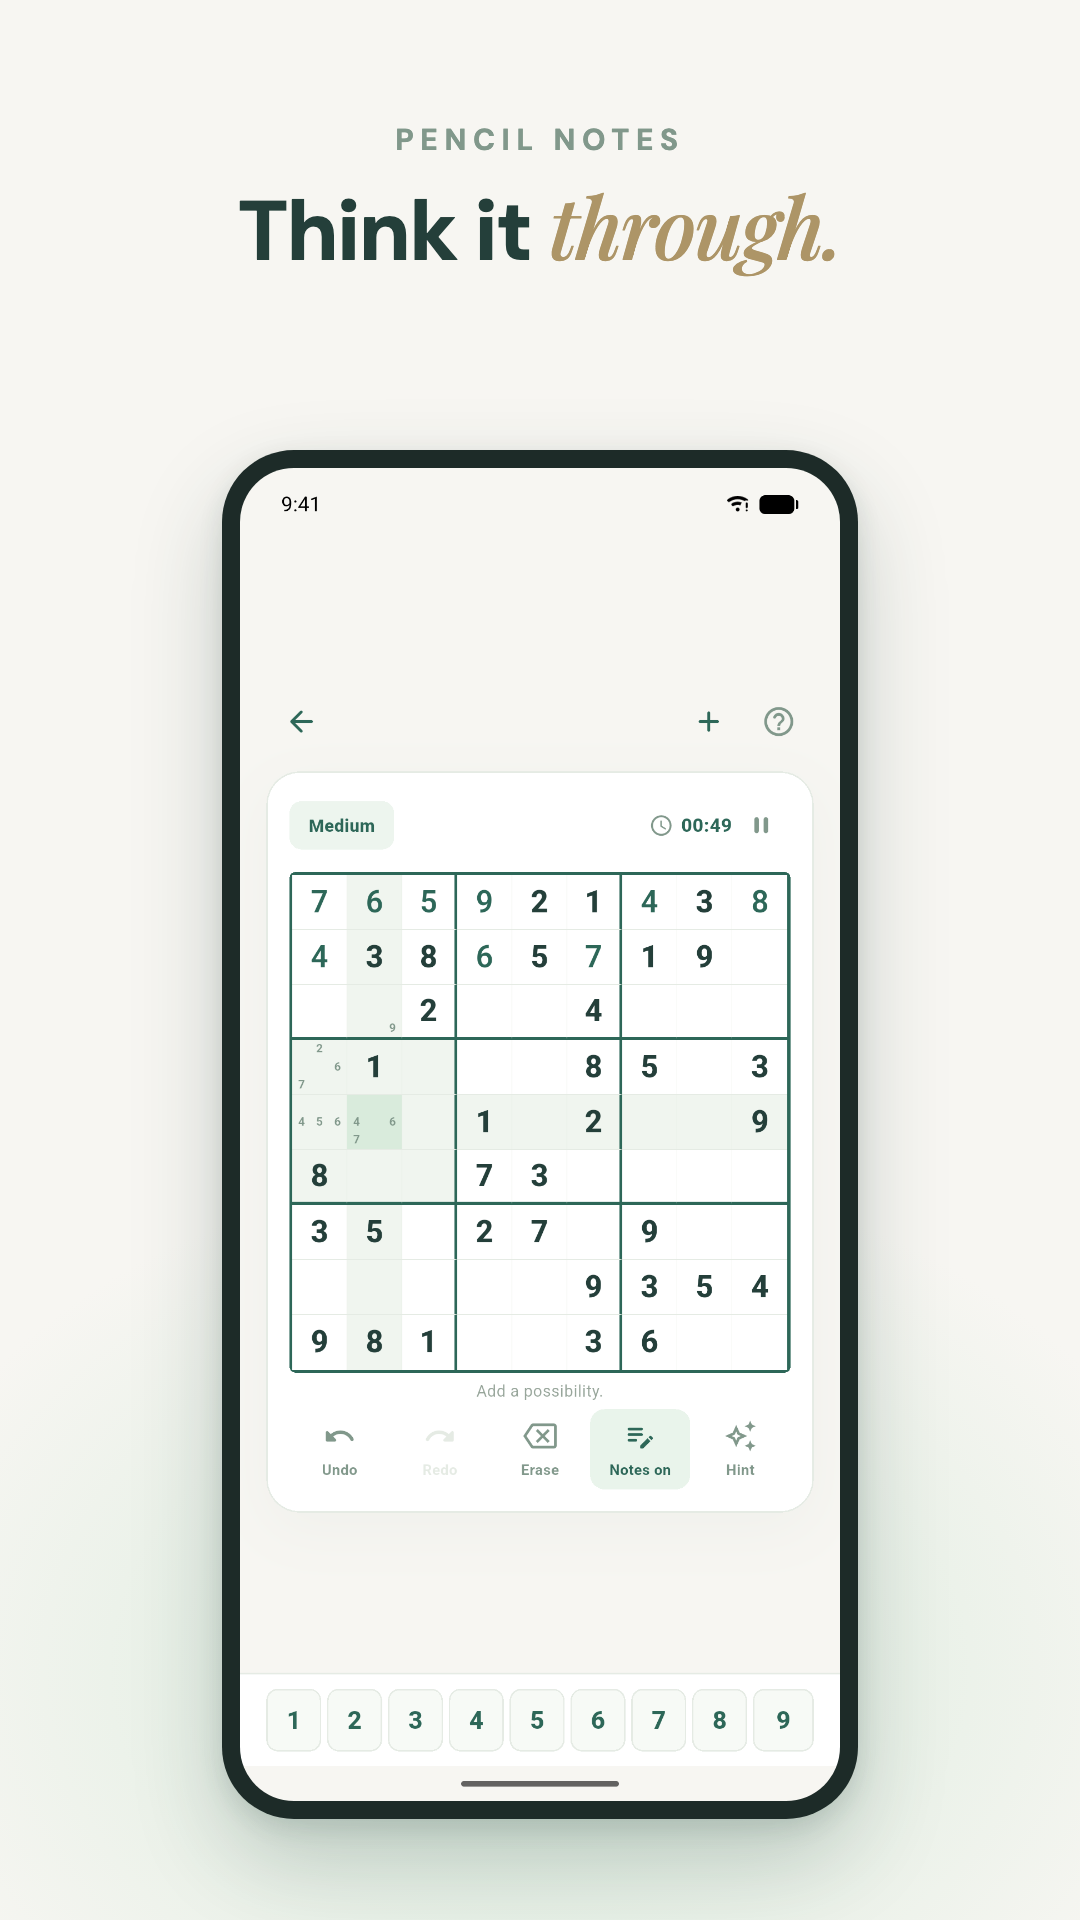 PENCIL NOTES
Think it through.
9:41
Medium 00:49
7 6 5 9 2 1 4 3 8
4 3 8 6 5 7 1 9
9 2 4
2 6 7 1 8 5 3
4 5 6 4 6 7 1 2 9
8 7 3
3 5 2 7 9
9 3 5 4
9 8 1 3 6
Add a possibility.
Undo Redo Erase Notes on Hint
1 2 3 4 5 6 7 8 9